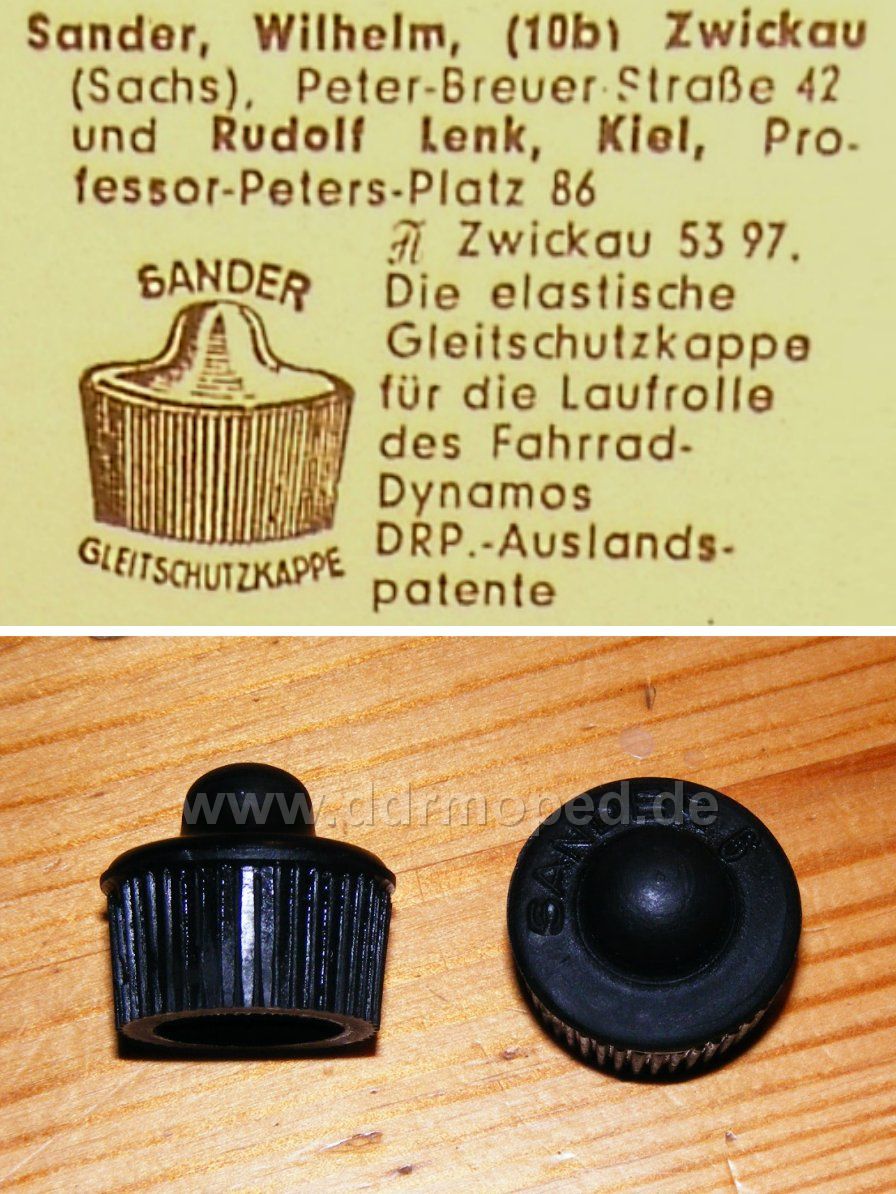 Sander, Wilhelm, (10b) Zwickau
(Sachs), Peter-Breuer-Straße 42
und Rudolf Lenk, Kiel, Pro-
fessor-Peters-Platz 86
Zwickau 53 97.
SANDER
GLEITSCHUTZKAPPE
Die elastische
Gleitschutzkappe
für die Laufrolle
des Fahrrad-
Dynamos
DRP.-Auslands-
patente
www.ddrmoped.de
SANDER 6